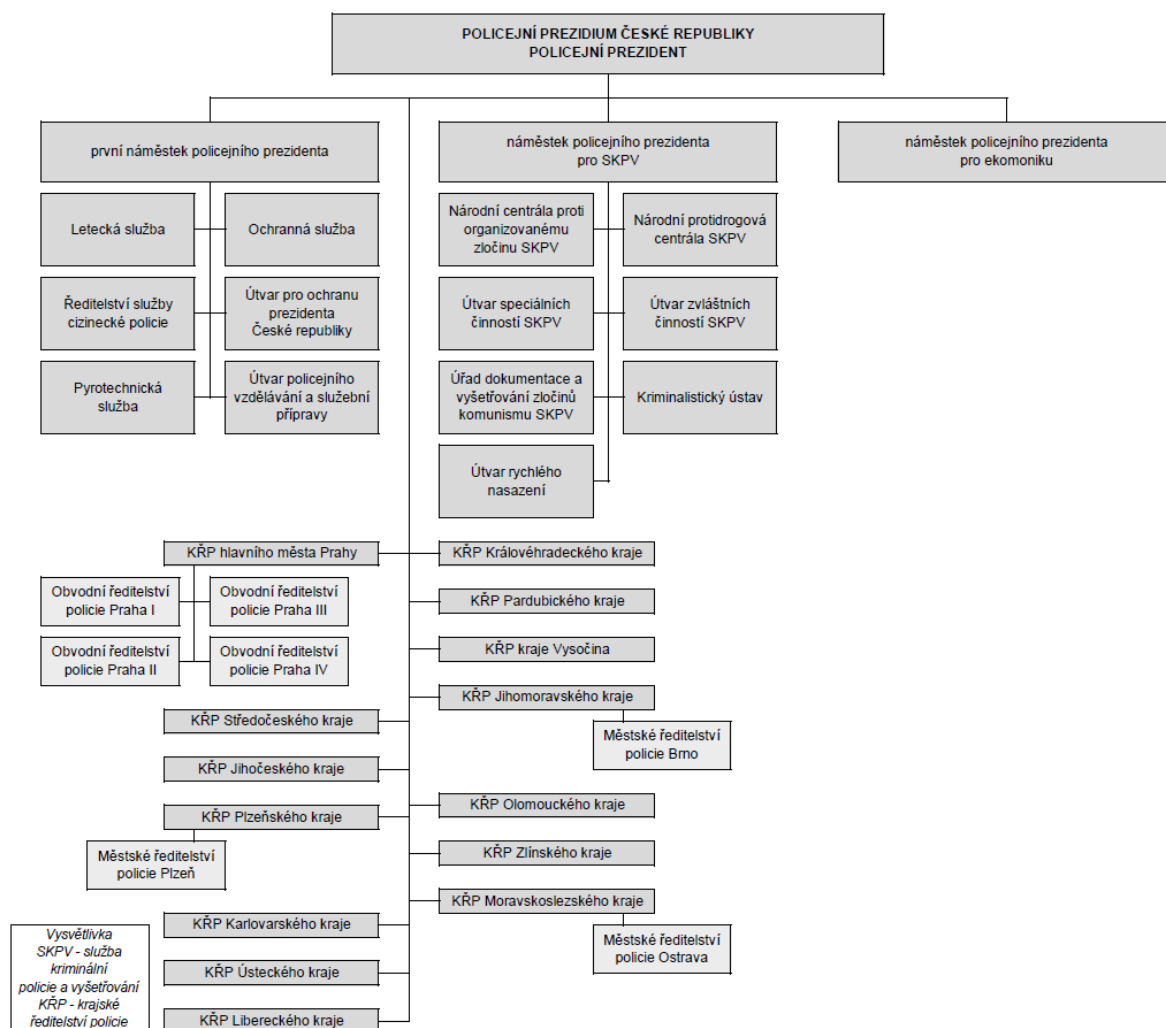 POLICEJNÍ PREZIDIUM ČESKÉ REPUBLIKY
POLICEJNÍ PREZIDENT
první náměstek policejního prezidenta
náměstek policejního prezidenta
pro SKPV
náměstek policejního prezidenta
pro ekomoniku
Letecká služba
Ochranná služba
Národní centrála proti
organizovanému
zločinu SKPV
Národní protidrogová
centrála SKPV
Ředitelství služby
cizinecké policie
Útvar pro ochranu
prezidenta
České republiky
Útvar speciálních
činností SKPV
Útvar zvláštních
činností SKPV
Pyrotechnická
služba
Útvar policejního
vzdělávání a služební
přípravy
Úřad dokumentace a
vyšetřování zločinů
komunismu SKPV
Kriminalistický ústav
Útvar rychlého
nasazení
KŘP hlavního města Prahy
KŘP Královéhradeckého kraje
Obvodní ředitelství
policie Praha I
Obvodní ředitelství
policie Praha III
KŘP Pardubického kraje
Obvodní ředitelství
policie Praha II
Obvodní ředitelství
policie Praha IV
KŘP kraje Vysočina
KŘP Jihomoravského kraje
KŘP Středočeského kraje
Městské ředitelství
policie Brno
KŘP Jihočeského kraje
KŘP Olomouckého kraje
KŘP Plzeňského kraje
Městské ředitelství
policie Plzeň
KŘP Zlínského kraje
KŘP Moravskoslezského kraje
KŘP Karlovarského kraje
Městské ředitelství
policie Ostrava
KŘP Ústeckého kraje
KŘP Libereckého kraje
Vysvětlívka
SKPV - služba
kriminální
policie a vyšetřování
KŘP - krajské
ředitelství policie